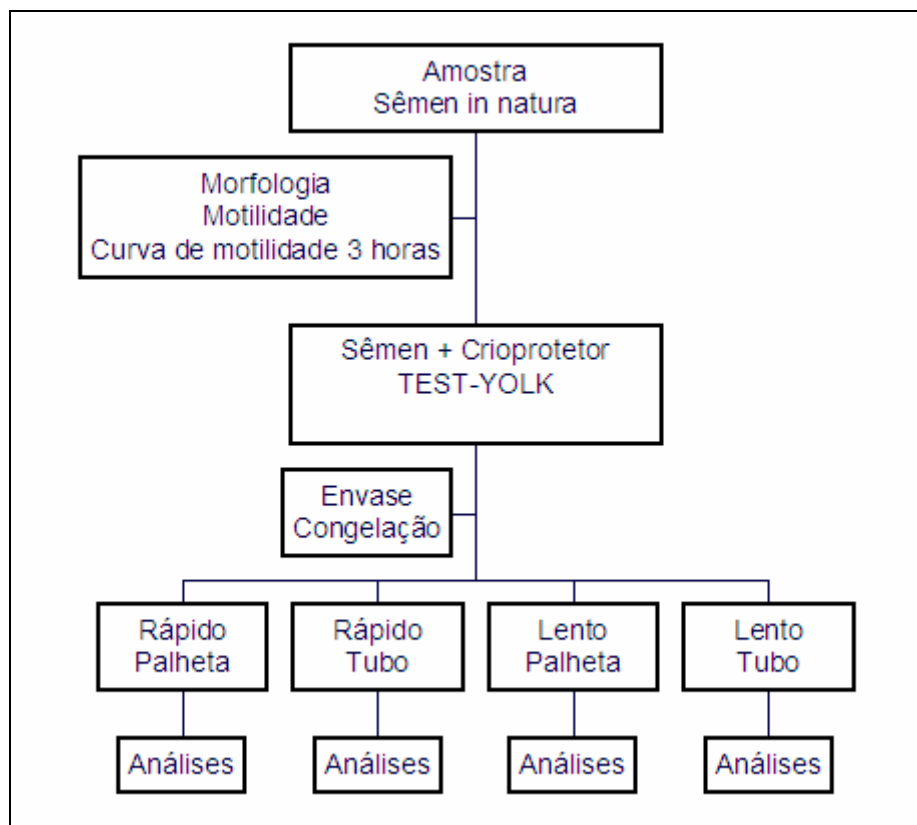 Amostra
Sêmen in natura
Morfologia
Motilidade
Curva de motilidade 3 horas
Sêmen + Crioprotetor
TEST-YOLK
Envase
Congelação
Rápido
Palheta
Rápido
Tubo
Lento
Palheta
Lento
Tubo
Análises
Análises
Análises
Análises